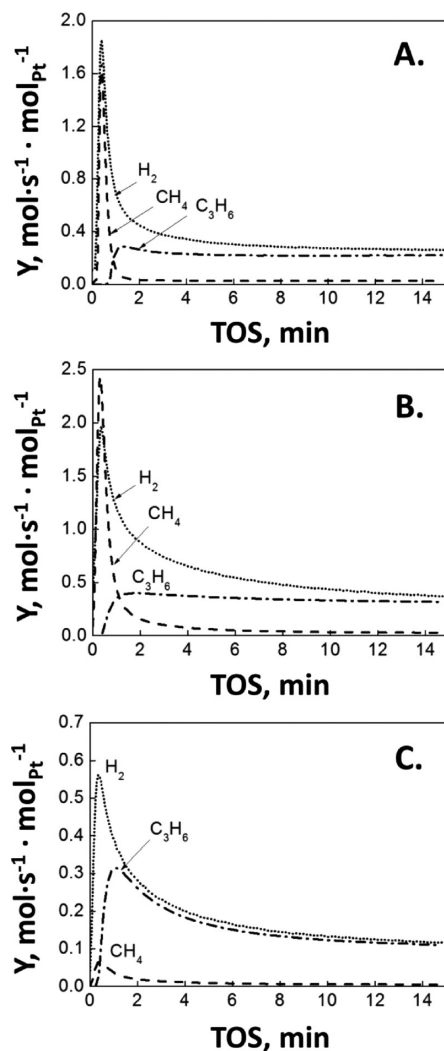 A.
2.0
1.6
1.2
0.8
0.4
0.0
H₂
CH₄
C₃H₆
Y, mol·s⁻¹ · molPt⁻¹
0 2 4 6 8 10 12 14
TOS, min
B.
2.5
2.0
1.5
1.0
0.5
0.0
H₂
CH₄
C₃H₆
Y, mol·s⁻¹ · molPt⁻¹
0 2 4 6 8 10 12 14
TOS, min
C.
0.7
0.6
0.5
0.4
0.3
0.2
0.1
0.0
H₂
C₃H₆
CH₄
Y, mol·s⁻¹ · molPt⁻¹
0 2 4 6 8 10 12 14
TOS, min